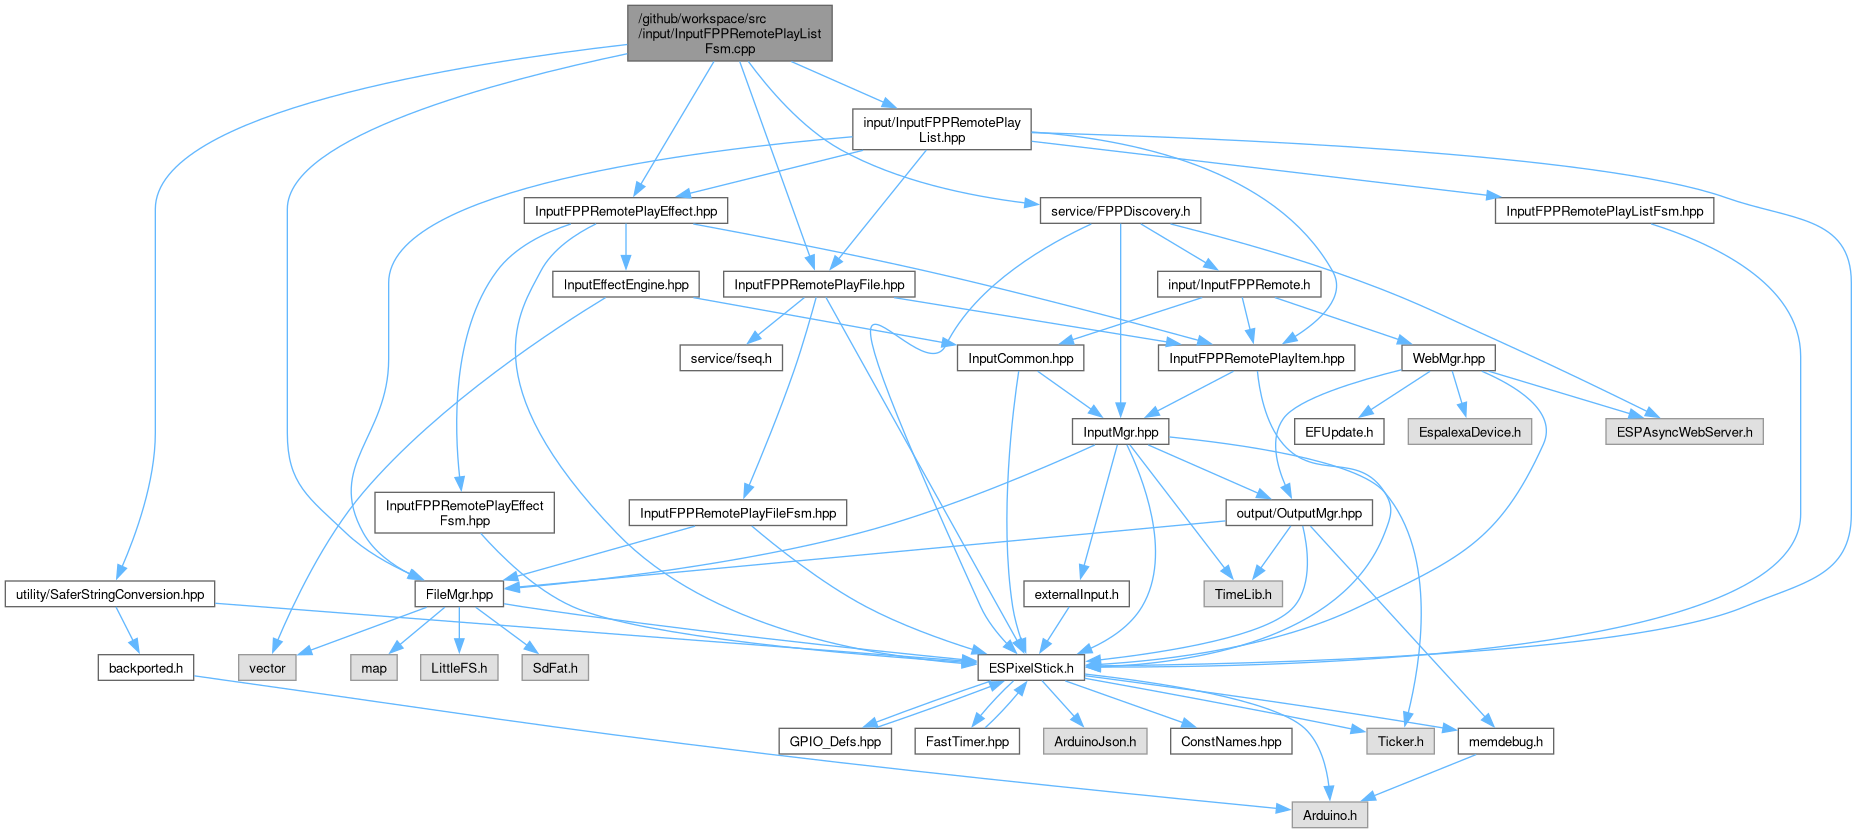 /github/workspace/src
/input/InputFPPRemotePlayList
Fsm.cpp
input/InputFPPRemotePlay
List.hpp
InputFPPRemotePlayEffect.hpp
service/FPPDiscovery.h
InputFPPRemotePlayListFsm.hpp
InputEffectEngine.hpp
InputFPPRemotePlayFile.hpp
input/InputFPPRemote.h
service/fseq.h
InputCommon.hpp
InputFPPRemotePlayItem.hpp
WebMgr.hpp
InputMgr.hpp
EFUpdate.h
EspalexaDevice.h
ESPAsyncWebServer.h
InputFPPRemotePlayEffect
Fsm.hpp
InputFPPRemotePlayFileFsm.hpp
output/OutputMgr.hpp
utility/SaferStringConversion.hpp
FileMgr.hpp
externalInput.h
TimeLib.h
backported.h
vector
map
LittleFS.h
SdFat.h
ESPixelStick.h
GPIO_Defs.hpp
FastTimer.hpp
ArduinoJson.h
ConstNames.hpp
Ticker.h
memdebug.h
Arduino.h